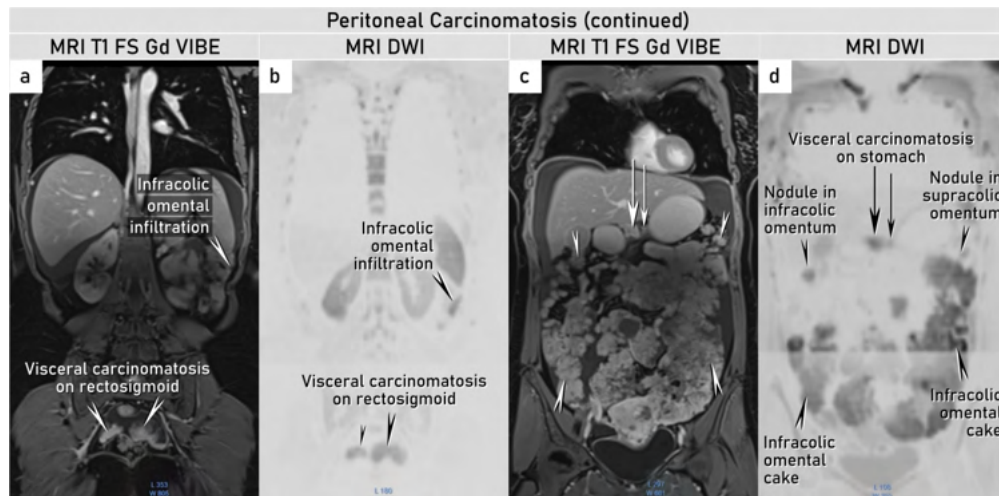 Peritoneal Carcinomatosis (continued)
MRI T1 FS Gd VIBE
MRI DWI
MRI T1 FS Gd VIBE
MRI DWI
a
Infracolic
omental
infiltration
Visceral carcinomatosis
on rectosigmoid
L 353
b
Infracolic
omental
infiltration
Visceral carcinomatosis
on rectosigmoid
c
d
Visceral carcinomatosis
on stomach
Nodule in
infracolic
omentum
Nodule in
supracolic
omentum
Infracolic
omental
cake
Infracolic
omental
cake